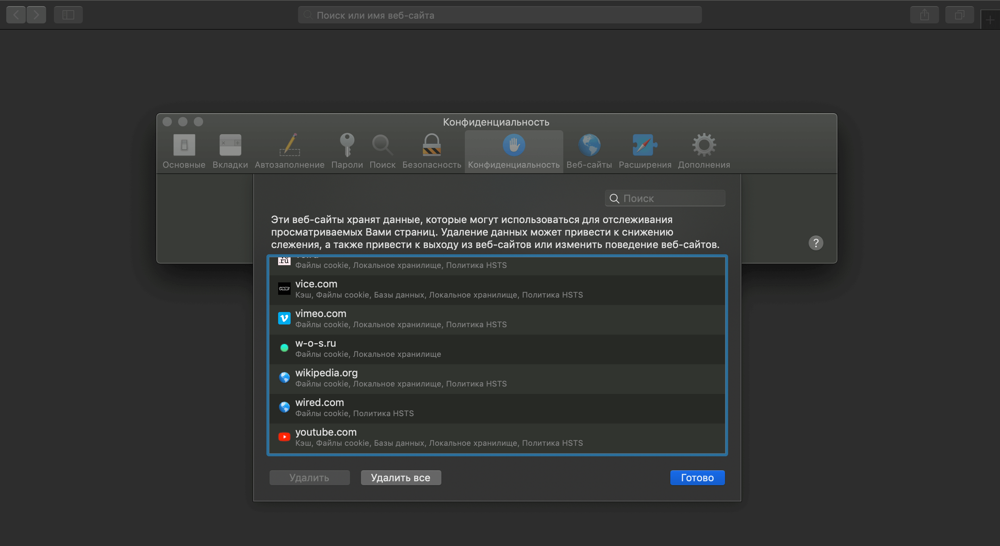 Поиск или имя веб-сайта
Конфиденциальность
Основные Вкладки Автозаполнение Пароли Поиск Безопасность Конфиденциальность Веб-сайты Расширения Дополнения
Поиск
Эти веб-сайты хранят данные, которые могут использоваться для отслеживания
просматриваемых Вами страниц. Удаление данных может привести к снижению
слежения, а также привести к выходу из веб-сайтов или изменить поведение веб-сайтов.
?
.ru
Файлы cookie, Локальное хранилище, Политика HSTS
VICE
vice.com
Кэш, Файлы cookie, Базы данных, Локальное хранилище, Политика HSTS
vimeo.com
Файлы cookie, Локальное хранилище, Политика HSTS
w-o-s.ru
Файлы cookie, Локальное хранилище
wikipedia.org
Файлы cookie, Локальное хранилище, Политика HSTS
wired.com
Файлы cookie, Политика HSTS
youtube.com
Кэш, Файлы cookie, Базы данных, Локальное хранилище, Политика HSTS
Удалить Удалить все Готово